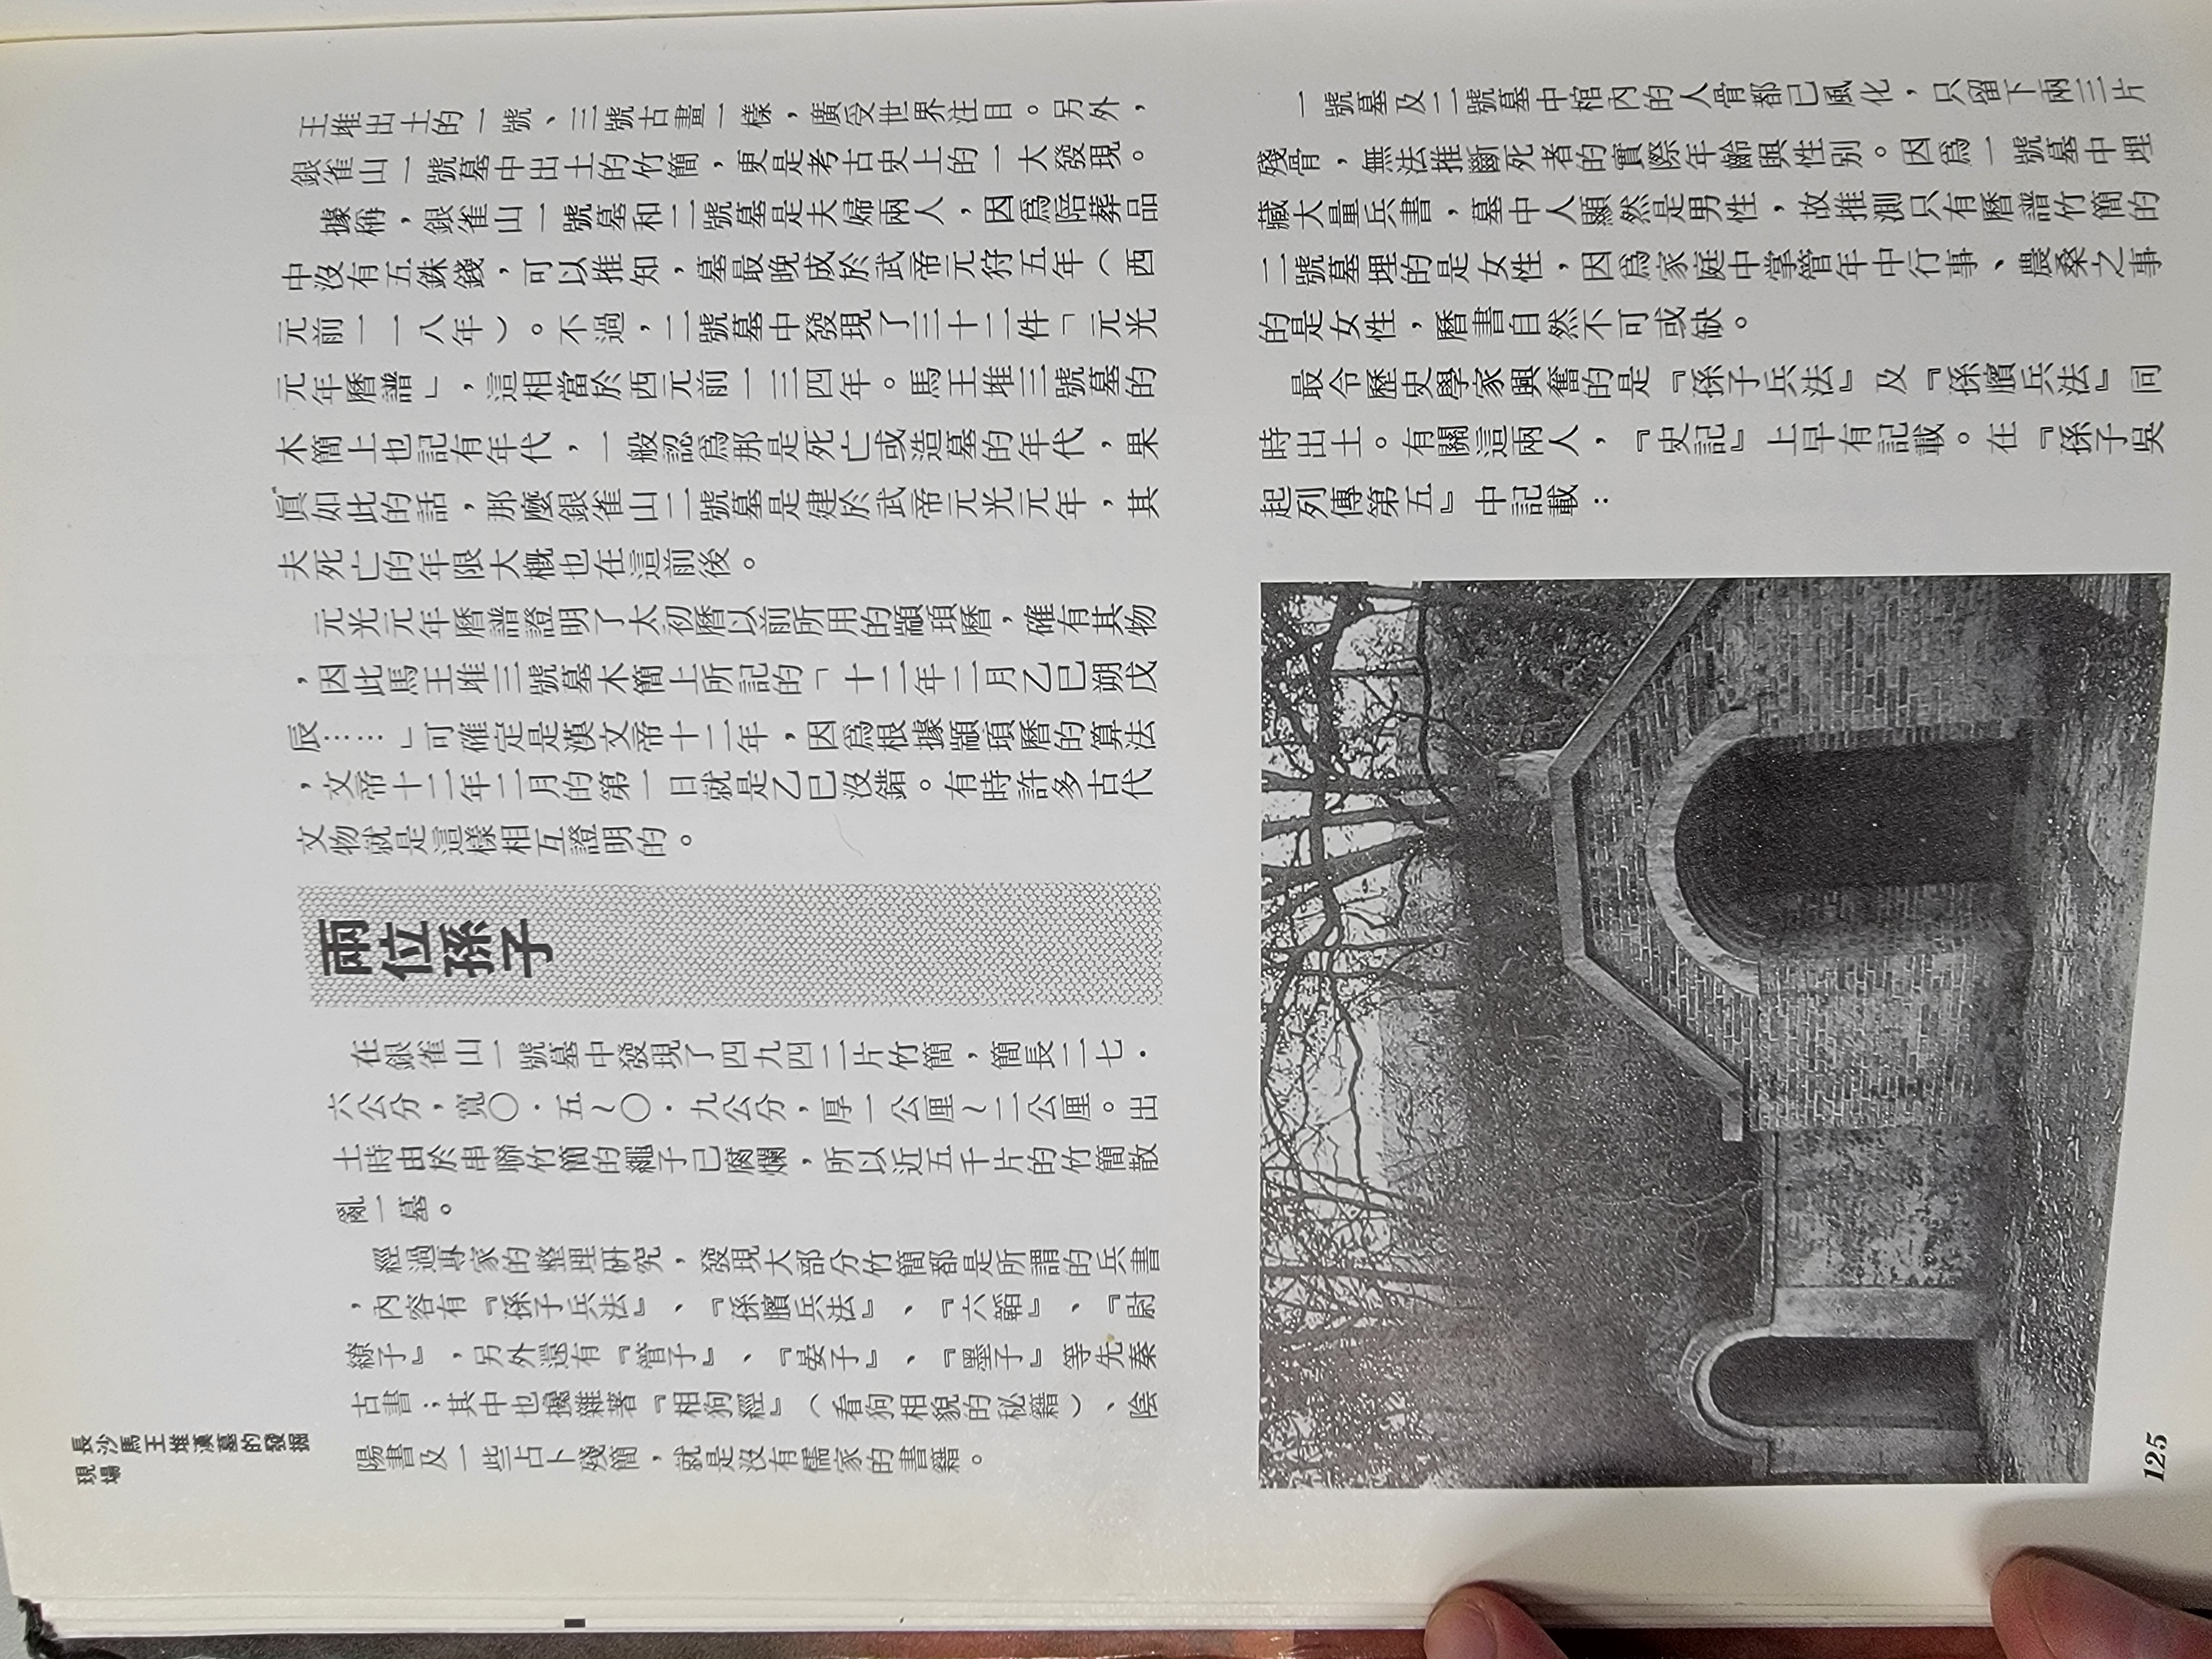 王堆出土的一號、三號古畫一樣，廣受世界注目。另外，
銀雀山一號墓中出土的竹簡，更是考古史上的一大發現。
據稱，銀雀山一號墓和二號墓是夫婦兩人，因爲陪葬品
中沒有五銖錢，可以推知，墓最晚成於武帝元狩五年（西
元前一一八年）。不過，二號墓中發現了三十二件「元光
元年曆譜」，這相當於西元前一三四年。馬王堆三號墓的
木簡上也記有年代，一般認爲那是死亡或造墓的年代，果
眞如此的話，那麼銀雀山二號墓是建於武帝元光元年，其
夫死亡的年限大概也在這前後。
元光元年曆譜證明了太初曆以前所用的顓頊曆，確有其物
，因此馬王堆三號墓木簡上所記的「十二年二月乙巳朔戊
辰……」可確定是漢文帝十二年，因爲根據顓頊曆的算法
，文帝十二年二月的第一日就是乙巳沒錯。有時許多古代
文物就是這樣相互證明的。
兩位孫子
在銀雀山一號墓中發現了四九四二片竹簡，簡長二七·
六公分，寬〇·五～〇·九公分，厚一公厘～二公厘。出
土時由於串聯竹簡的繩子已腐爛，所以近五千片的竹簡散
亂一墓。
經過專家的整理研究，發現大部分竹簡都是所謂的兵書
，內容有『孫子兵法』、『孫臏兵法』、『六韜』、『尉
繚子』，另外還有『管子』、『晏子』、『墨子』等先秦
古書；其中也攙雜著『相狗經』（看狗相貌的秘籍）、陰
陽書及一些占卜殘簡，就是沒有儒家的書籍。
一號墓及二號墓中棺內的人骨都已風化，只留下兩三片
殘骨，無法推斷死者的實際年齡與性別。因爲一號墓中埋
藏大量兵書，墓中人顯然是男性，故推測只有曆譜竹簡的
二號墓埋的是女性，因爲家庭中掌管年中行事、農桑之事
的是女性，曆書自然不可或缺。
最令歷史學家興奮的是『孫子兵法』及『孫臏兵法』同
時出土。有關這兩人，『史記』上早有記載。在『孫子吳
起列傳第五』中記載：
長沙馬王堆漢墓的發掘
現場
125